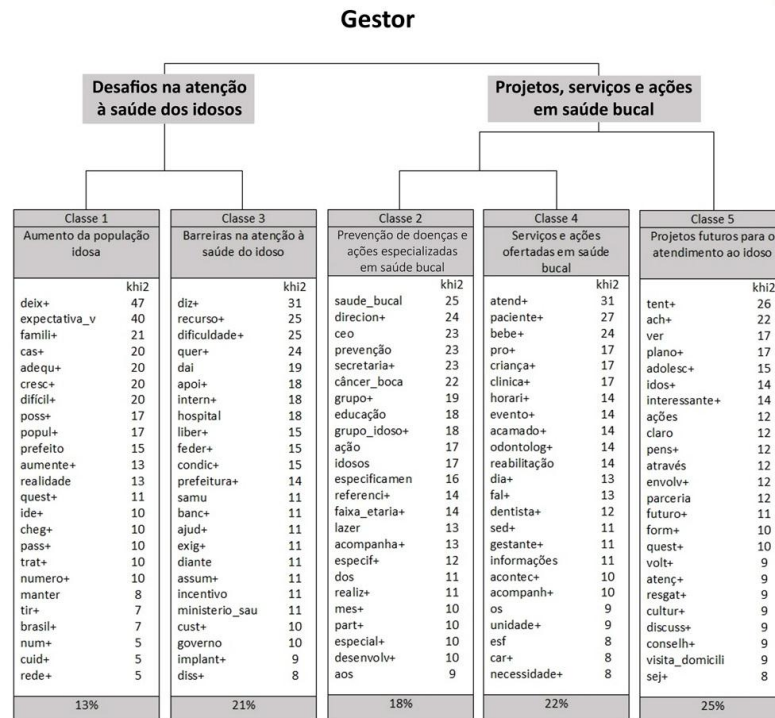 Gestor
Desafios na atenção
à saúde dos idosos
Projetos, serviços e ações
em saúde bucal
Classe 1
Aumento da população
idosa
khi2
deix+ 47
expectativa_v 40
famili+ 21
cas+ 20
adequ+ 20
cresc+ 20
difícil+ 20
poss+ 17
popul+ 17
prefeito 15
aumente+ 13
realidade 13
quest+ 11
ide+ 10
cheg+ 10
pass+ 10
trat+ 10
numero+ 10
manter 8
tir+ 7
brasil+ 7
num+ 5
cuid+ 5
rede+ 5
13%
Classe 3
Barreiras na atenção à
saúde do idoso
khi2
diz+ 31
recurso+ 25
dificuldade+ 25
quer+ 24
dai 19
apoi+ 18
intern+ 18
hospital 18
liber+ 15
feder+ 15
condic+ 15
prefeitura+ 14
samu 11
banc+ 11
ajud+ 11
exig+ 11
diante 11
assum+ 11
incentivo 11
ministerio_sau 11
cust+ 10
governo 10
implant+ 9
diss+ 8
21%
Classe 2
Prevenção de doenças e
ações especializadas
em saúde bucal
khi2
saude_bucal 25
direcion+ 24
ceo 23
prevenção 23
secretaria+ 23
câncer_boca 22
grupo+ 19
educação 18
grupo_idoso+ 18
ação 17
idosos 17
especificamen 16
referenci+ 14
faixa_etaria+ 14
lazer 13
acompanha+ 13
especif+ 12
dos 11
realiz+ 11
mes+ 10
part+ 10
especial+ 10
desenvolv+ 10
aos 9
18%
Classe 4
Serviços e ações
ofertadas em saúde
bucal
khi2
atend+ 31
paciente+ 27
bebe+ 24
pro+ 17
criança+ 17
clinica+ 17
horari+ 14
evento+ 14
acamado+ 14
odontolog+ 14
reabilitação 14
dia+ 13
fal+ 13
dentista+ 12
sed+ 11
gestante+ 11
informações 11
acontec+ 10
acompanh+ 10
os 9
unidade+ 9
esf 8
car+ 8
necessidade+ 8
22%
Classe 5
Projetos futuros para o
atendimento ao idoso
khi2
tent+ 26
ach+ 22
ver 17
plano+ 17
adolesc+ 15
idos+ 14
interessante+ 14
ações 12
claro 12
pens+ 12
através 12
envolv+ 12
parceria 12
futuro+ 11
form+ 10
quest+ 10
volt+ 9
atenç+ 9
resgat+ 9
cultur+ 9
discuss+ 9
conselh+ 9
visita_domicili 9
sej+ 8
25%